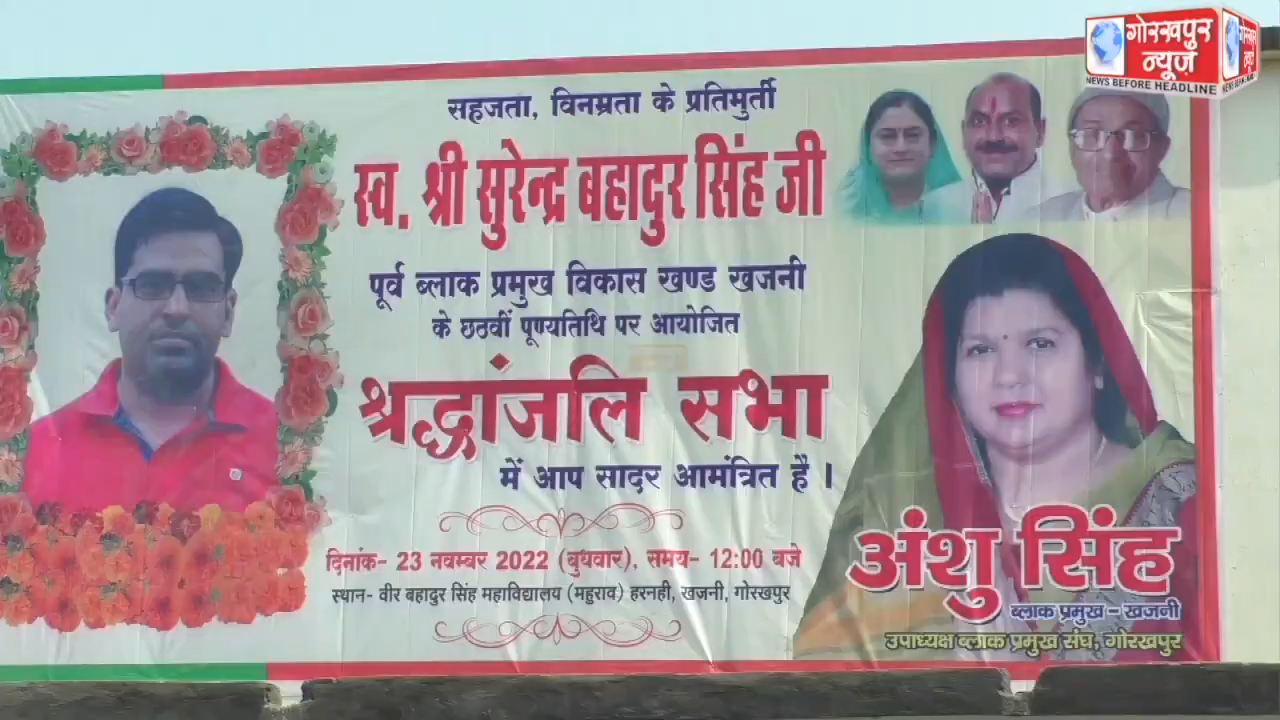 सहजता, विनम्रता के प्रतिमुर्ती
स्व. श्री सुरेन्द्र बहादुर सिंह जी
पूर्व ब्लाक प्रमुख विकास खण्ड खजनी
के छठवीं पूण्यतिथि पर आयोजित
श्रद्धांजलि सभा
में आप सादर आमंत्रित है ।
दिनांक- 23 नवम्बर 2022 (बुधवार), समय- 12:00 बजे
स्थान- वीर बहादुर सिंह महाविद्यालय (महुराव) हरनही, खजनी, गोरखपुर
अंशु सिंह
ब्लाक प्रमुख - खजनी
उपाध्यक्ष ब्लाक प्रमुख संघ, गोरखपुर
गोरखपुर
न्यूज़
NEWS BEFORE HEADLINE